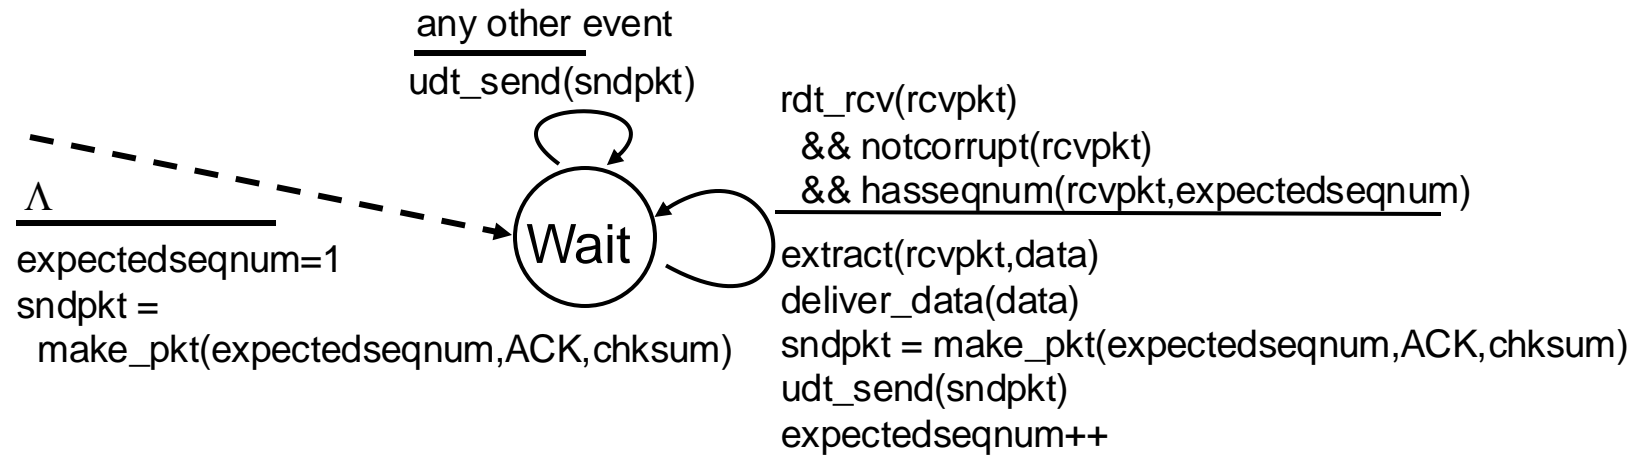 any other event
udt_send(sndpkt)
Λ
expectedseqnum=1
sndpkt =
make_pkt(expectedseqnum,ACK,chksum)
Wait
rdt_rcv(rcvpkt)
&& notcorrupt(rcvpkt)
&& hasseqnum(rcvpkt,expectedseqnum)
extract(rcvpkt,data)
deliver_data(data)
sndpkt = make_pkt(expectedseqnum,ACK,chksum)
udt_send(sndpkt)
expectedseqnum++